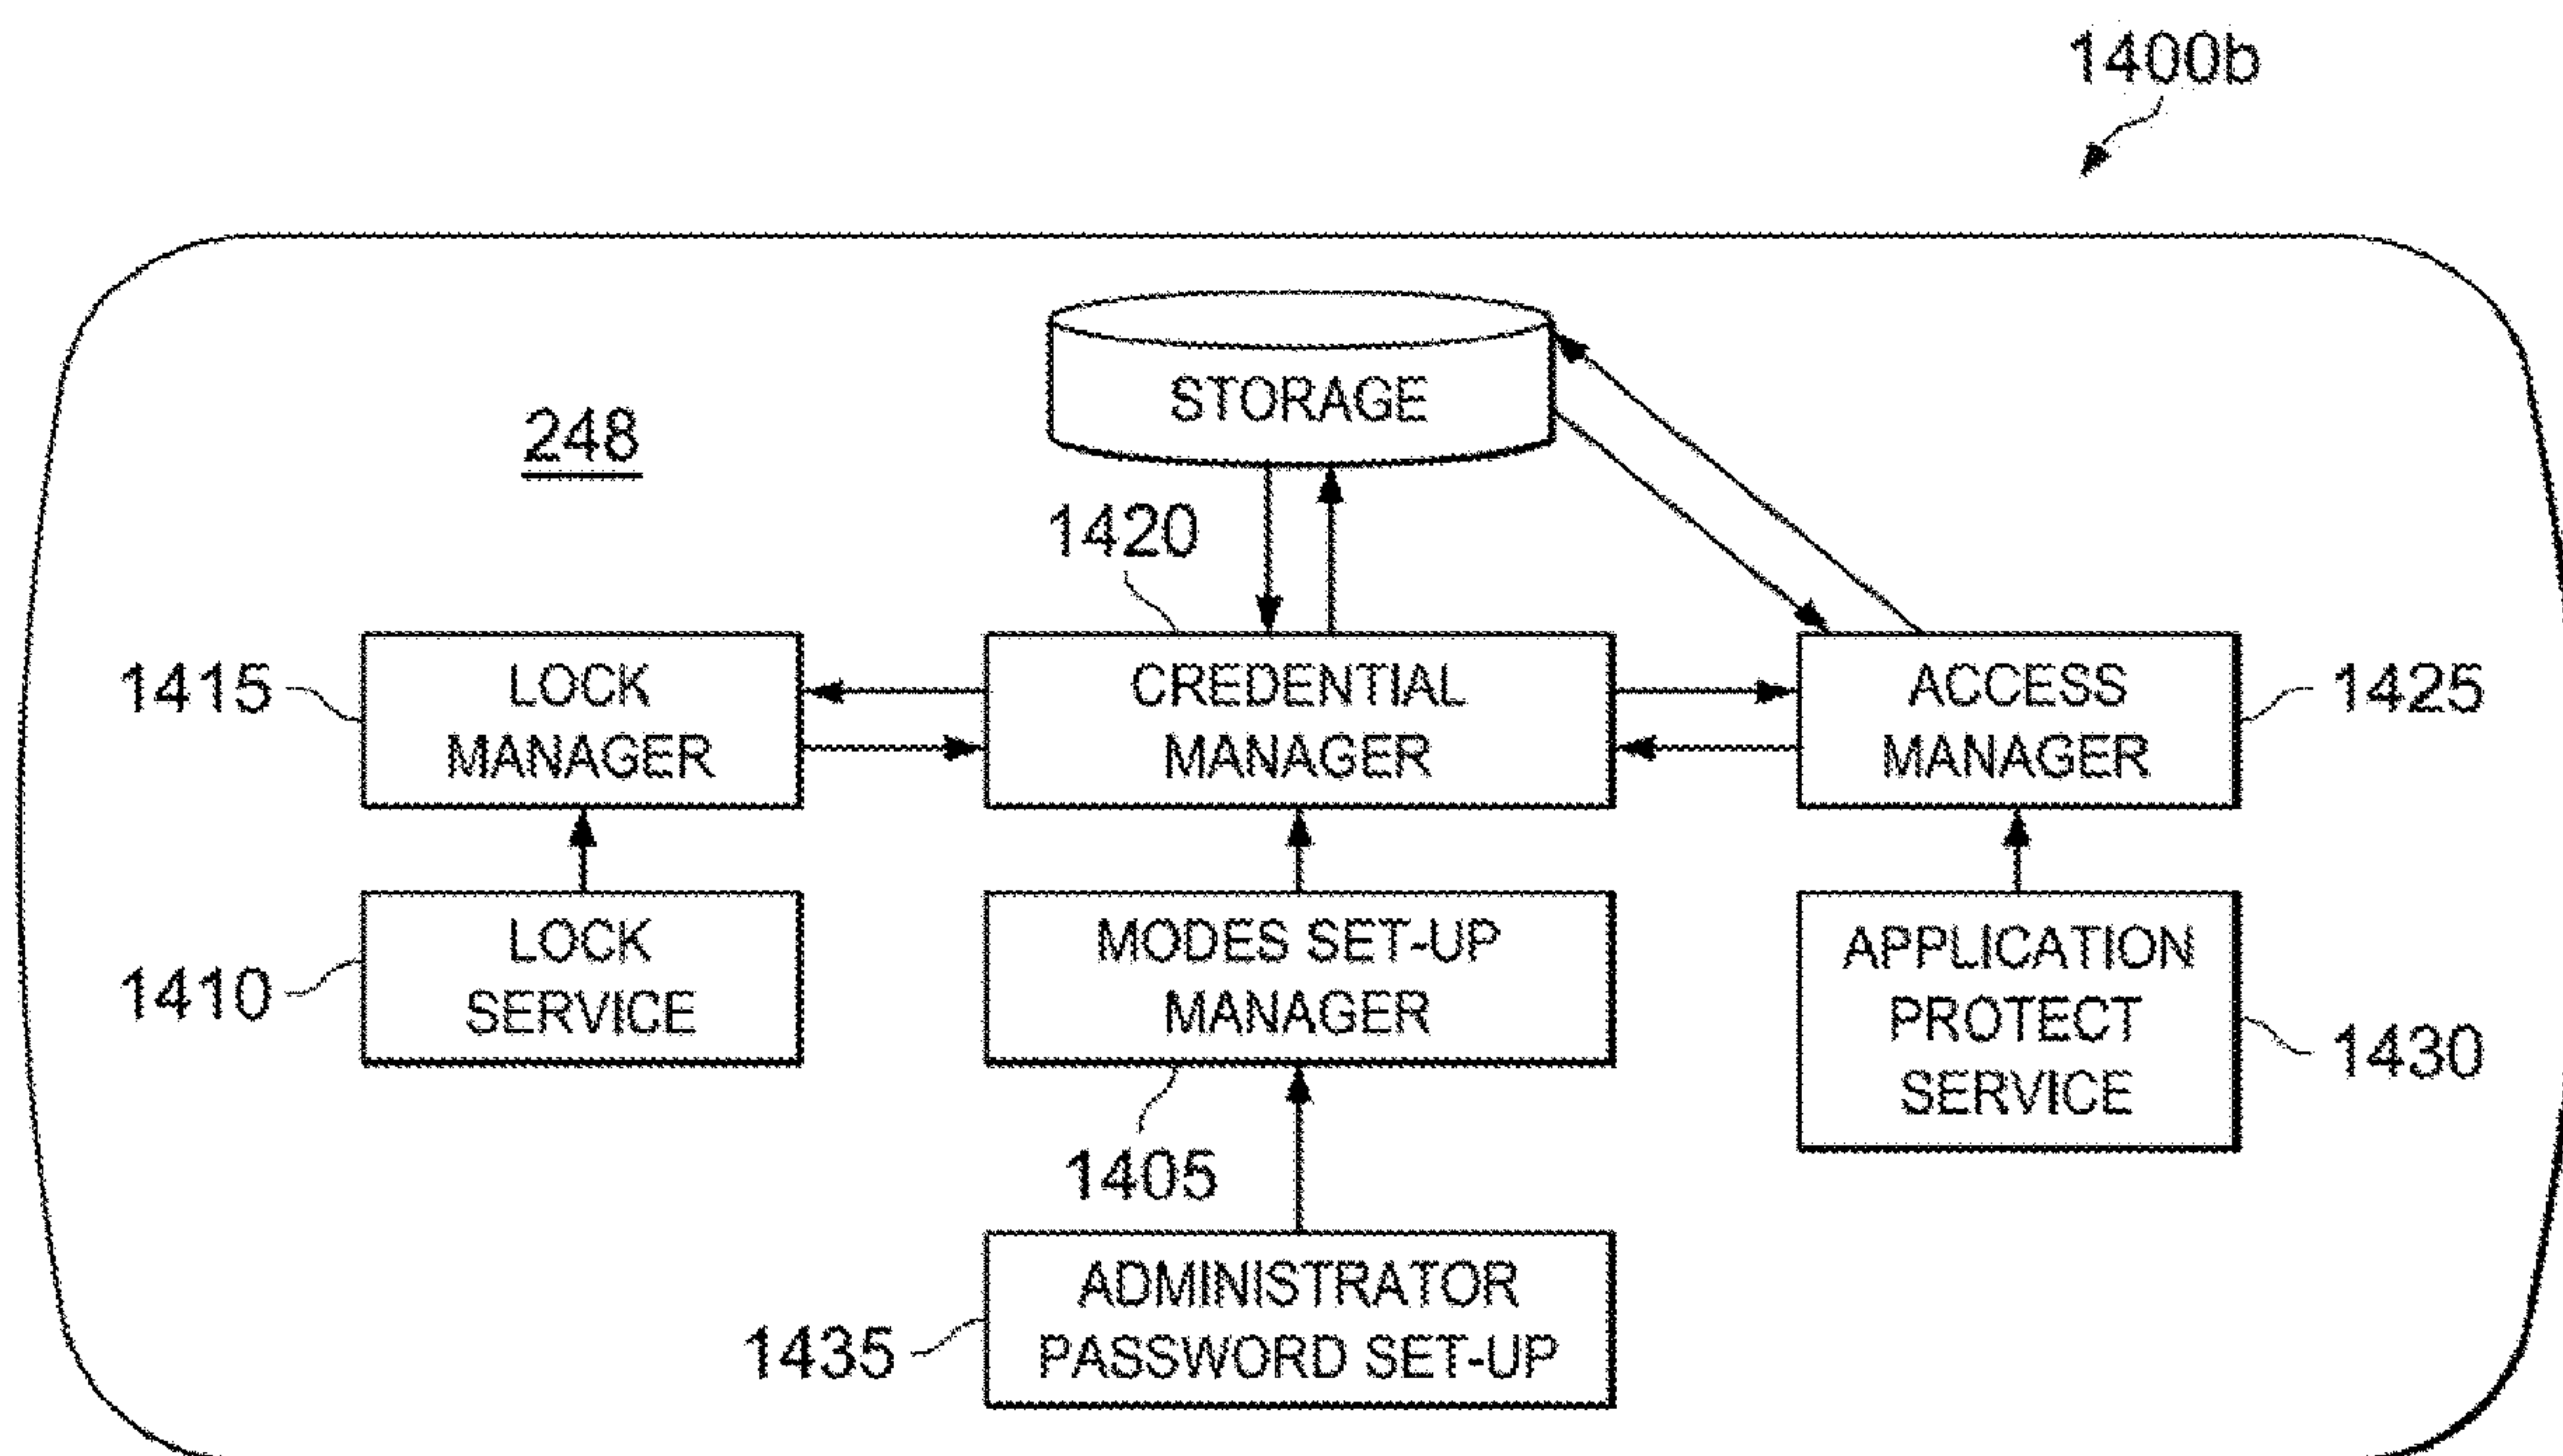 1400b
STORAGE
248
1420
1415
LOCK
MANAGER
CREDENTIAL
MANAGER
ACCESS
MANAGER
1425
1410
LOCK
SERVICE
MODES SET-UP
MANAGER
APPLICATION
PROTECT
SERVICE
1430
1405
1435
ADMINISTRATOR
PASSWORD SET-UP